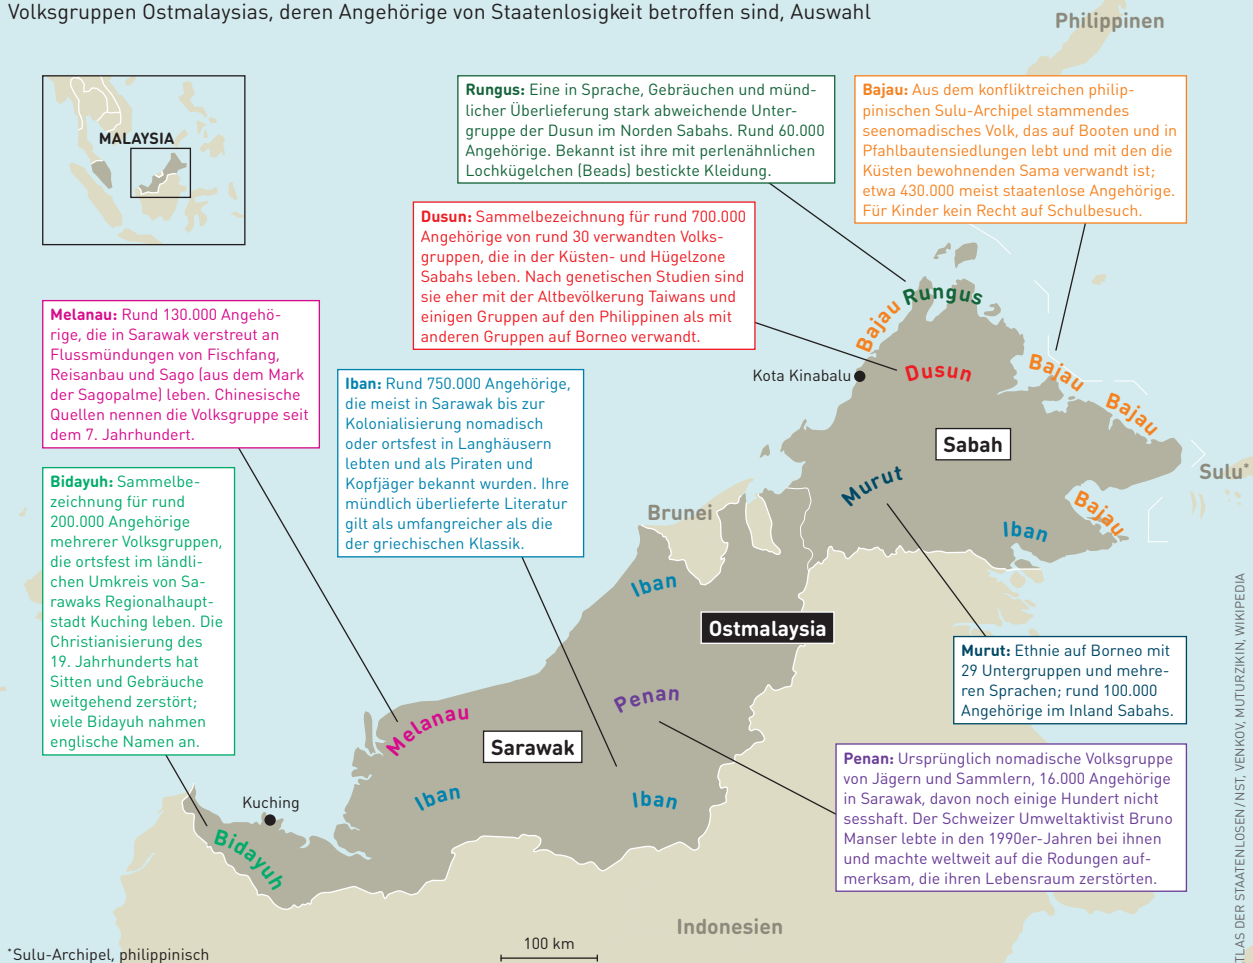 Volksgruppen Ostmalaysias, deren Angehörige von Staatenlosigkeit betroffen sind, Auswahl
Philippinen
MALAYSIA
Rungus: Eine in Sprache, Gebräuchen und münd-
licher Überlieferung stark abweichende Unter-
gruppe der Dusun im Norden Sabahs. Rund 60.000
Angehörige. Bekannt ist ihre mit perlenähnlichen
Lochkügelchen (Beads) bestickte Kleidung.
Bajau: Aus dem konfliktreichen philip-
pinischen Sulu-Archipel stammendes
seenomadisches Volk, das auf Booten und in
Pfahlbautensiedlungen lebt und mit den die
Küsten bewohnenden Sama verwandt ist;
etwa 430.000 meist staatenlose Angehörige.
Für Kinder kein Recht auf Schulbesuch.
Dusun: Sammelbezeichnung für rund 700.000
Angehörige von rund 30 verwandten Volks-
gruppen, die in der Küsten- und Hügelzone
Sabahs leben. Nach genetischen Studien sind
sie eher mit der Altbevölkerung Taiwans und
einigen Gruppen auf den Philippinen als mit
anderen Gruppen auf Borneo verwandt.
Melanau: Rund 130.000 Angehö-
rige, die in Sarawak verstreut an
Flussmündungen von Fischfang,
Reisanbau und Sago (aus dem Mark
der Sagopalme) leben. Chinesische
Quellen nennen die Volksgruppe seit
dem 7. Jahrhundert.
Iban: Rund 750.000 Angehörige,
die meist in Sarawak bis zur
Kolonialisierung nomadisch
oder ortsfest in Langhäusern
lebten und als Piraten und
Kopfjäger bekannt wurden. Ihre
mündlich überlieferte Literatur
gilt als umfangreicher als die
der griechischen Klassik.
Bidayuh: Sammelbe-
zeichnung für rund
200.000 Angehörige
mehrerer Volksgruppen,
die ortsfest im ländli-
chen Umkreis von Sa-
rawaks Regionalhaupt-
stadt Kuching leben. Die
Christianisierung des
19. Jahrhunderts hat
Sitten und Gebräuche
weitgehend zerstört;
viele Bidayuh nahmen
englische Namen an.
Rungus
Bajau
Kota Kinabalu
Dusun
Bajau
Bajau
Sabah
Sulu*
Murut
Brunei
Bajau
Iban
Iban
Ostmalaysia
Murut: Ethnie auf Borneo mit
29 Untergruppen und mehre-
ren Sprachen; rund 100.000
Angehörige im Inland Sabahs.
Penan
Melanau
Sarawak
Penan: Ursprünglich nomadische Volksgruppe
von Jägern und Sammlern, 16.000 Angehörige
in Sarawak, davon noch einige Hundert nicht
sesshaft. Der Schweizer Umweltaktivist Bruno
Manser lebte in den 1990er-Jahren bei ihnen
und machte weltweit auf die Rodungen auf-
merksam, die ihren Lebensraum zerstörten.
Iban
Iban
Kuching
Bidayuh
Indonesien
100 km
*Sulu-Archipel, philippinisch
TLAS DER STAATENLOSEN / NST, VENKOV, MUTURZIKIN, WIKIPEDIA